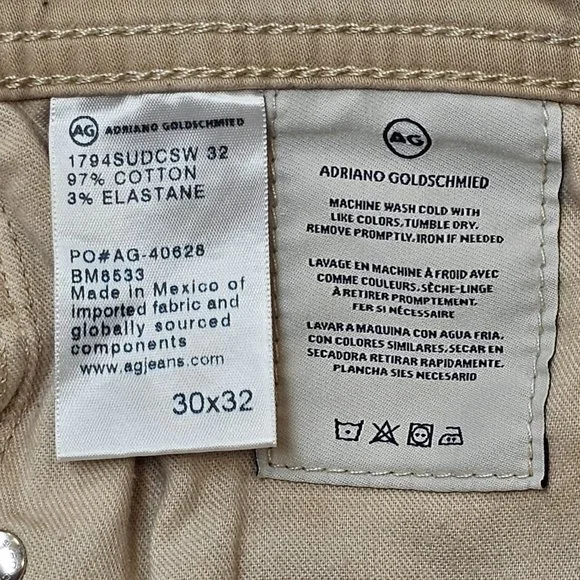 AG ADRIANO GOLDSCHMIED
1794SUDCSW 32
97% COTTON
3% ELASTANE
PO#AG-40628
BM8533
Made in Mexico of
imported fabric and
globally sourced
components
www.agjeans.com
30x32
AG
ADRIANO GOLDSCHMIED
MACHINE WASH COLD WITH
LIKE COLORS. TUMBLE DRY.
REMOVE PROMPTLY. IRON IF NEEDED
LAVAGE EN MACHINE À FROID AVEC
COMME COULEURS. SÈCHE-LINGE
À RETIRER PROMPTEMENT.
FER SI NÉCESSAIRE
LAVAR A MAQUINA CON AGUA FRIA.
CON COLORES SIMILARES. SECAR EN
SECADORA RETIRAR RAPIDAMENTE.
PLANCHAR SIES NECESARIO